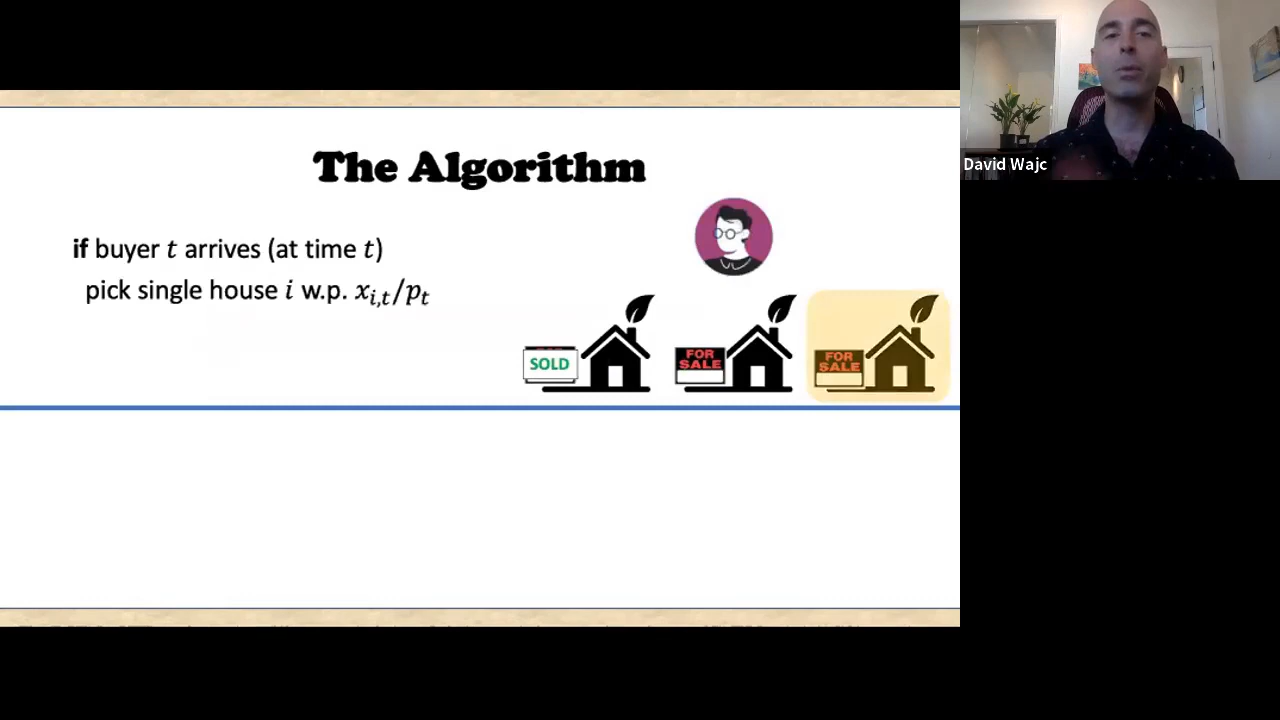 The Algorithm
if buyer t arrives (at time t)
pick single house i w.p. x_{i,t}/p_t
SOLD
FOR SALE
FOR SALE
David Wajc